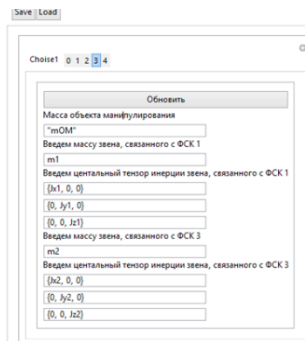 Save Load
Choise1 0 1 2 3 4
Обновить
Масса объекта манипулирования
"mOM"
Введем массу звена, связанного с ФСК 1
m1
Введем центальный тензор инерции звена, связанного с ФСК 1
{Jx1, 0, 0}
{0, Jy1, 0}
{0, 0, Jz1}
Введем массу звена, связанного с ФСК 3
m2
Введем центальный тензор инерции звена, связанного с ФСК 3
{Jx2, 0, 0}
{0, Jy2, 0}
{0, 0, Jz2}